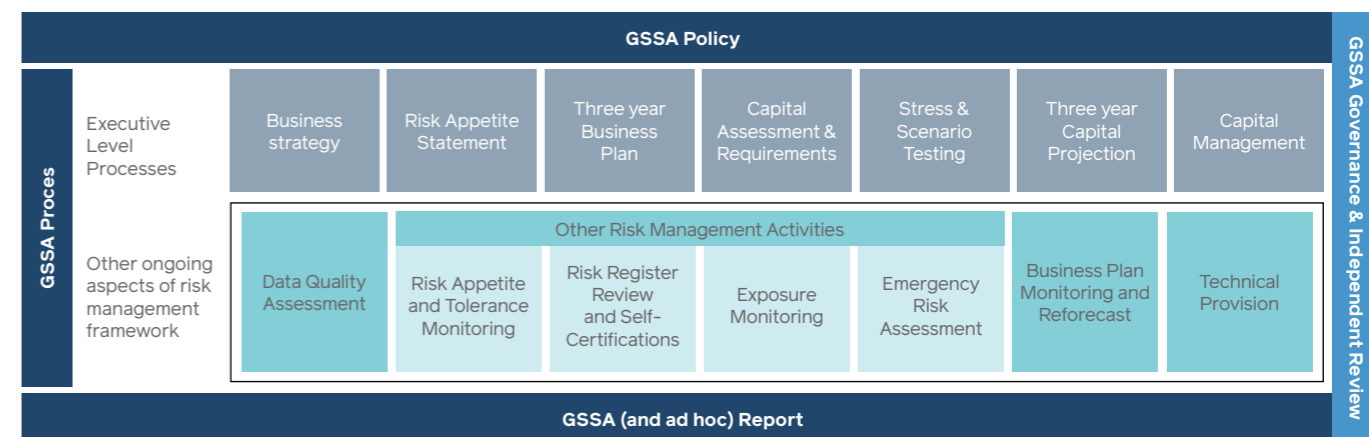 GSSA Policy
GSSA Governance & Independent Review
GSSA Proces
Executive
Level
Processes
Business
strategy
Risk Appetite
Statement
Three year
Business
Plan
Capital
Assessment &
Requirements
Stress &
Scenario
Testing
Three year
Capital
Projection
Capital
Management
Other ongoing
aspects of risk
management
framework
Data Quality
Assessment
Other Risk Management Activities
Risk Appetite
and Tolerance
Monitoring
Risk Register
Review
and Self-
Certifications
Exposure
Monitoring
Emergency
Risk
Assessment
Business Plan
Monitoring and
Reforecast
Technical
Provision
GSSA (and ad hoc) Report